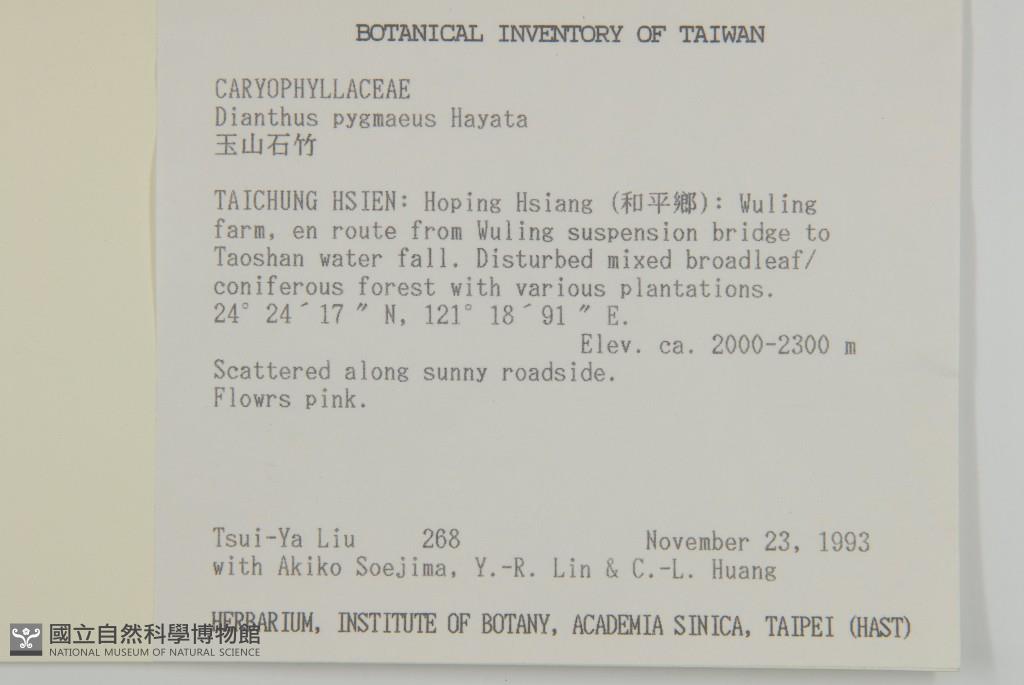 BOTANICAL INVENTORY OF TAIWAN
CARYOPHYLLACEAE
Dianthus pygmaeus Hayata
玉山石竹
TAICHUNG HSIEN: Hoping Hsiang (和平鄉): Wuling
farm, en route from Wuling suspension bridge to
Taoshan water fall. Disturbed mixed broadleaf/
coniferous forest with various plantations.
24° 24´17 ″ N, 121° 18´91 ″ E.
Elev. ca. 2000-2300 m
Scattered along sunny roadside.
Flowrs pink.
Tsui-Ya Liu 268 November 23, 1993
with Akiko Soejima, Y.-R. Lin & C.-L. Huang
HERBARIUM, INSTITUTE OF BOTANY, ACADEMIA SINICA, TAIPEI (HAST)
國立自然科學博物館
NATIONAL MUSEUM OF NATURAL SCIENCE